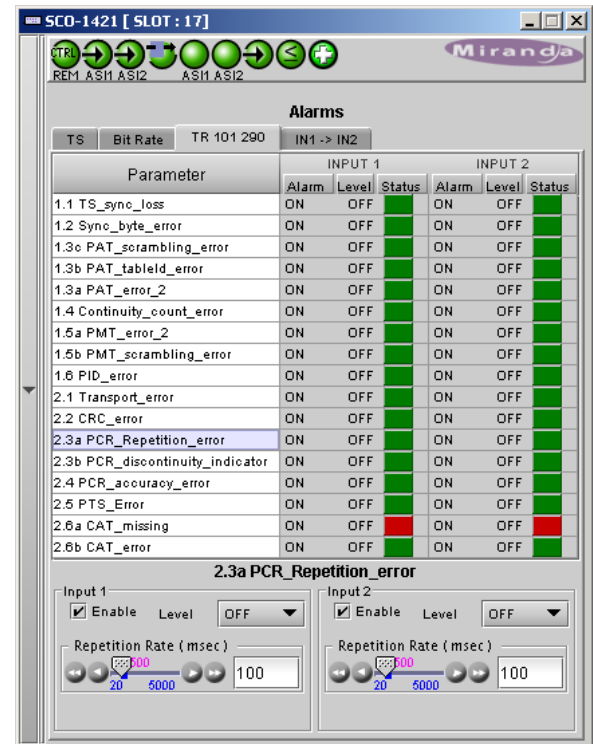 SCO-1421 [ SLOT : 17]
CTRL
REM ASI1 ASI2 ASI1 ASI2
Miranda
Alarms
TS Bit Rate TR 101 290 IN1 -> IN2
Parameter INPUT 1 INPUT 2
Alarm Level Status Alarm Level Status
1.1 TS_sync_loss ON OFF ON OFF
1.2 Sync_byte_error ON OFF ON OFF
1.3c PAT_scrambling_error ON OFF ON OFF
1.3b PAT_tableId_error ON OFF ON OFF
1.3a PAT_error_2 ON OFF ON OFF
1.4 Continuity_count_error ON OFF ON OFF
1.5a PMT_error_2 ON OFF ON OFF
1.5b PMT_scrambling_error ON OFF ON OFF
1.6 PID_error ON OFF ON OFF
2.1 Transport_error ON OFF ON OFF
2.2 CRC_error ON OFF ON OFF
2.3a PCR_Repetition_error ON OFF ON OFF
2.3b PCR_discontinuity_indicator ON OFF ON OFF
2.4 PCR_accuracy_error ON OFF ON OFF
2.5 PTS_Error ON OFF ON OFF
2.6a CAT_missing ON OFF ON OFF
2.6b CAT_error ON OFF ON OFF
2.3a PCR_Repetition_error
Input 1 Input 2
Enable Level OFF Enable Level OFF
Repetition Rate ( msec ) Repetition Rate ( msec )
500 100 500 100
20 5000 20 5000